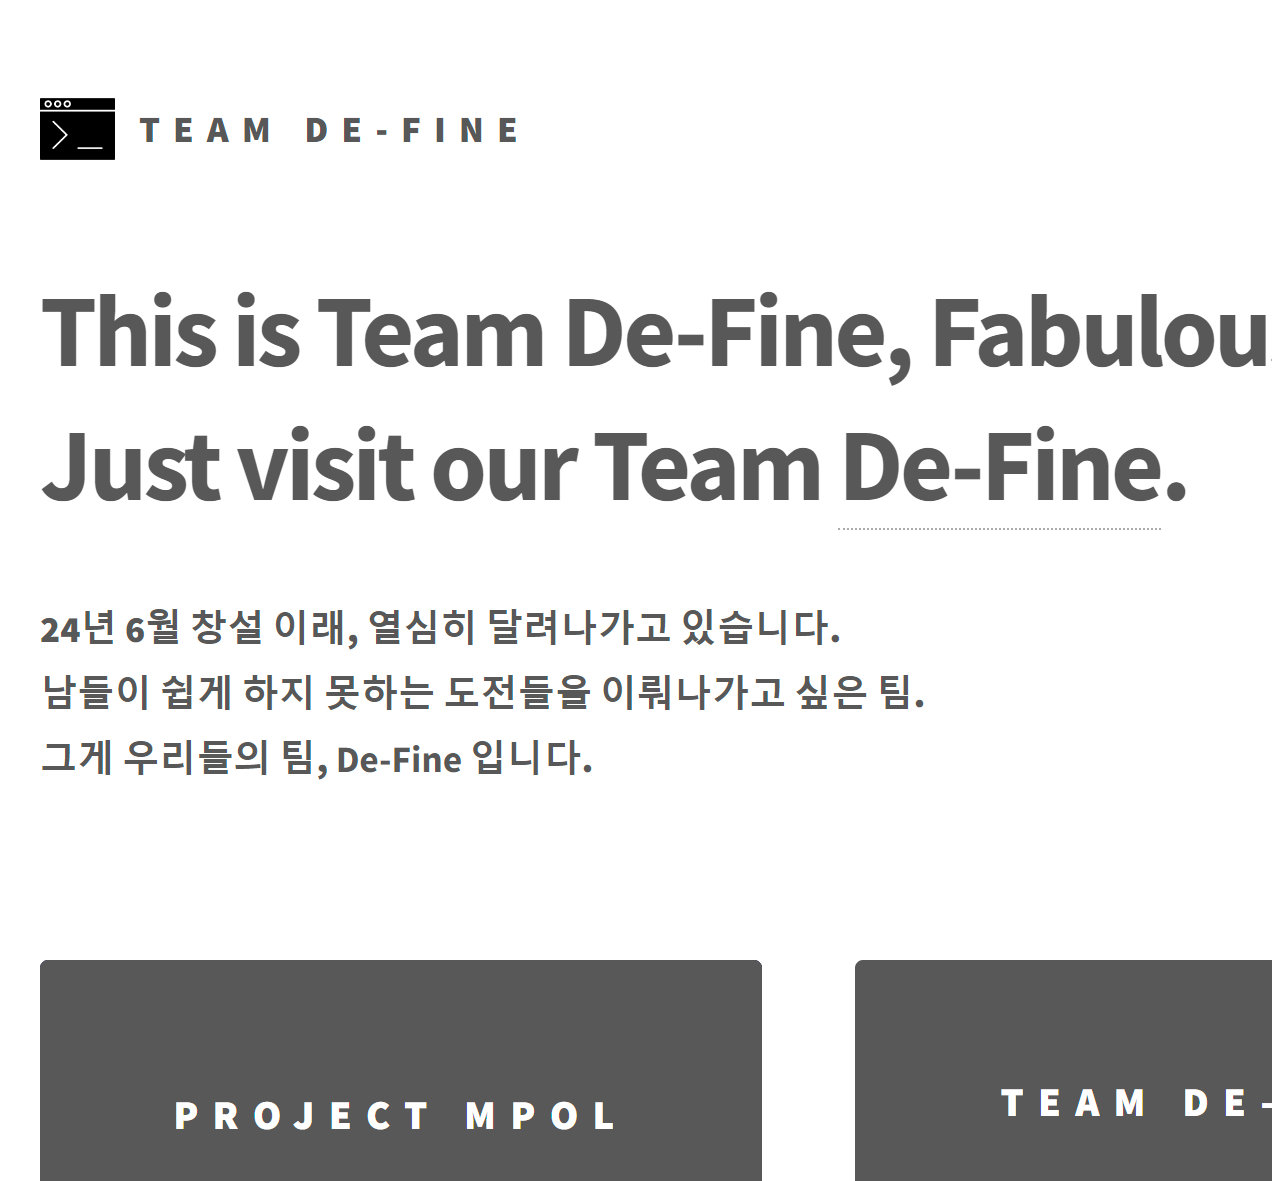 TEAM DE-FINE
This is Team De-Fine, Fabulous
Just visit our Team De-Fine.
24년 6월 창설 이래, 열심히 달려나가고 있습니다.
남들이 쉽게 하지 못하는 도전들을 이뤄나가고 싶은 팀.
그게 우리들의 팀, De-Fine 입니다.
PROJECT MPOL
TEAM DE-